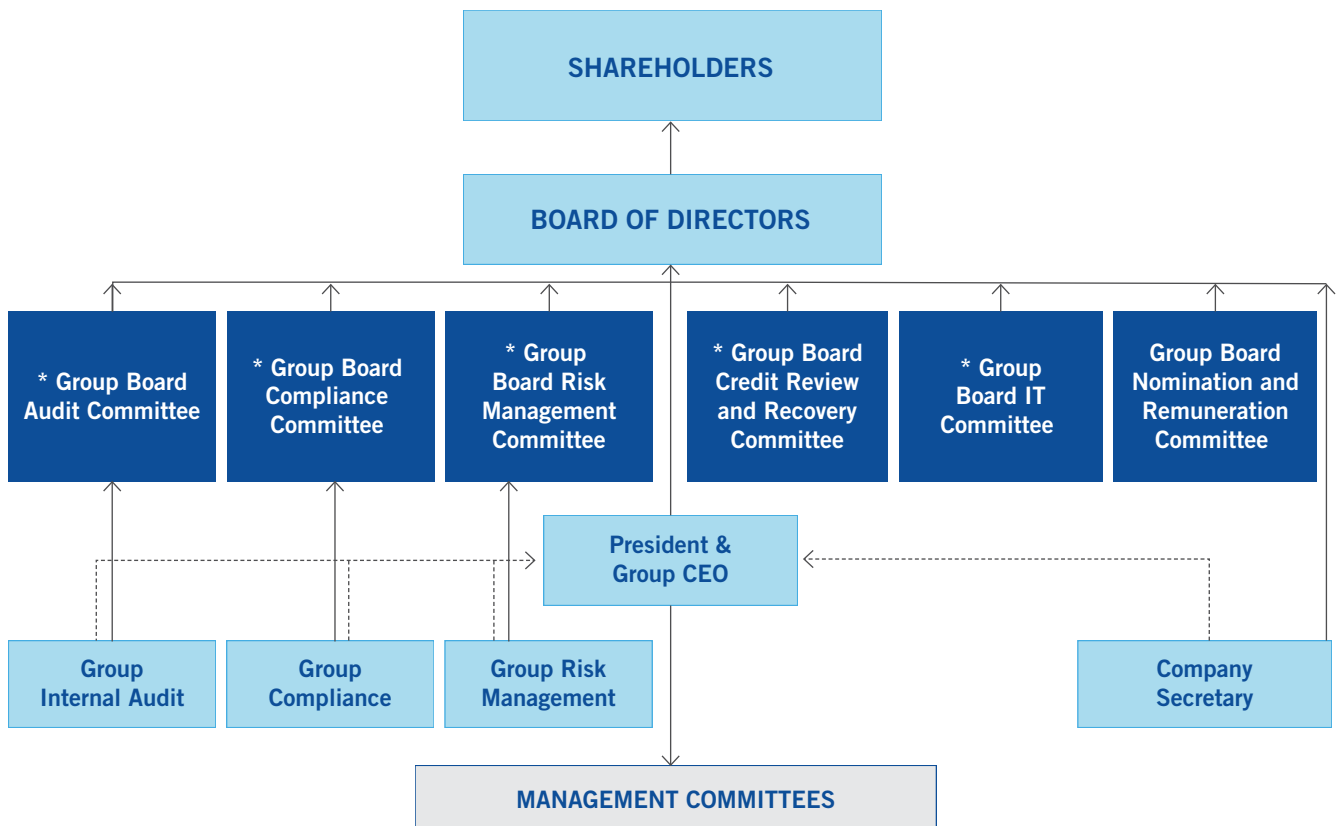 SHAREHOLDERS
BOARD OF DIRECTORS
* Group Board
Audit Committee
* Group Board
Compliance
Committee
* Group
Board Risk
Management
Committee
* Group Board
Credit Review
and Recovery
Committee
* Group
Board IT
Committee
Group Board
Nomination and
Remuneration
Committee
President &
Group CEO
Group
Internal Audit
Group
Compliance
Group Risk
Management
Company
Secretary
MANAGEMENT COMMITTEES